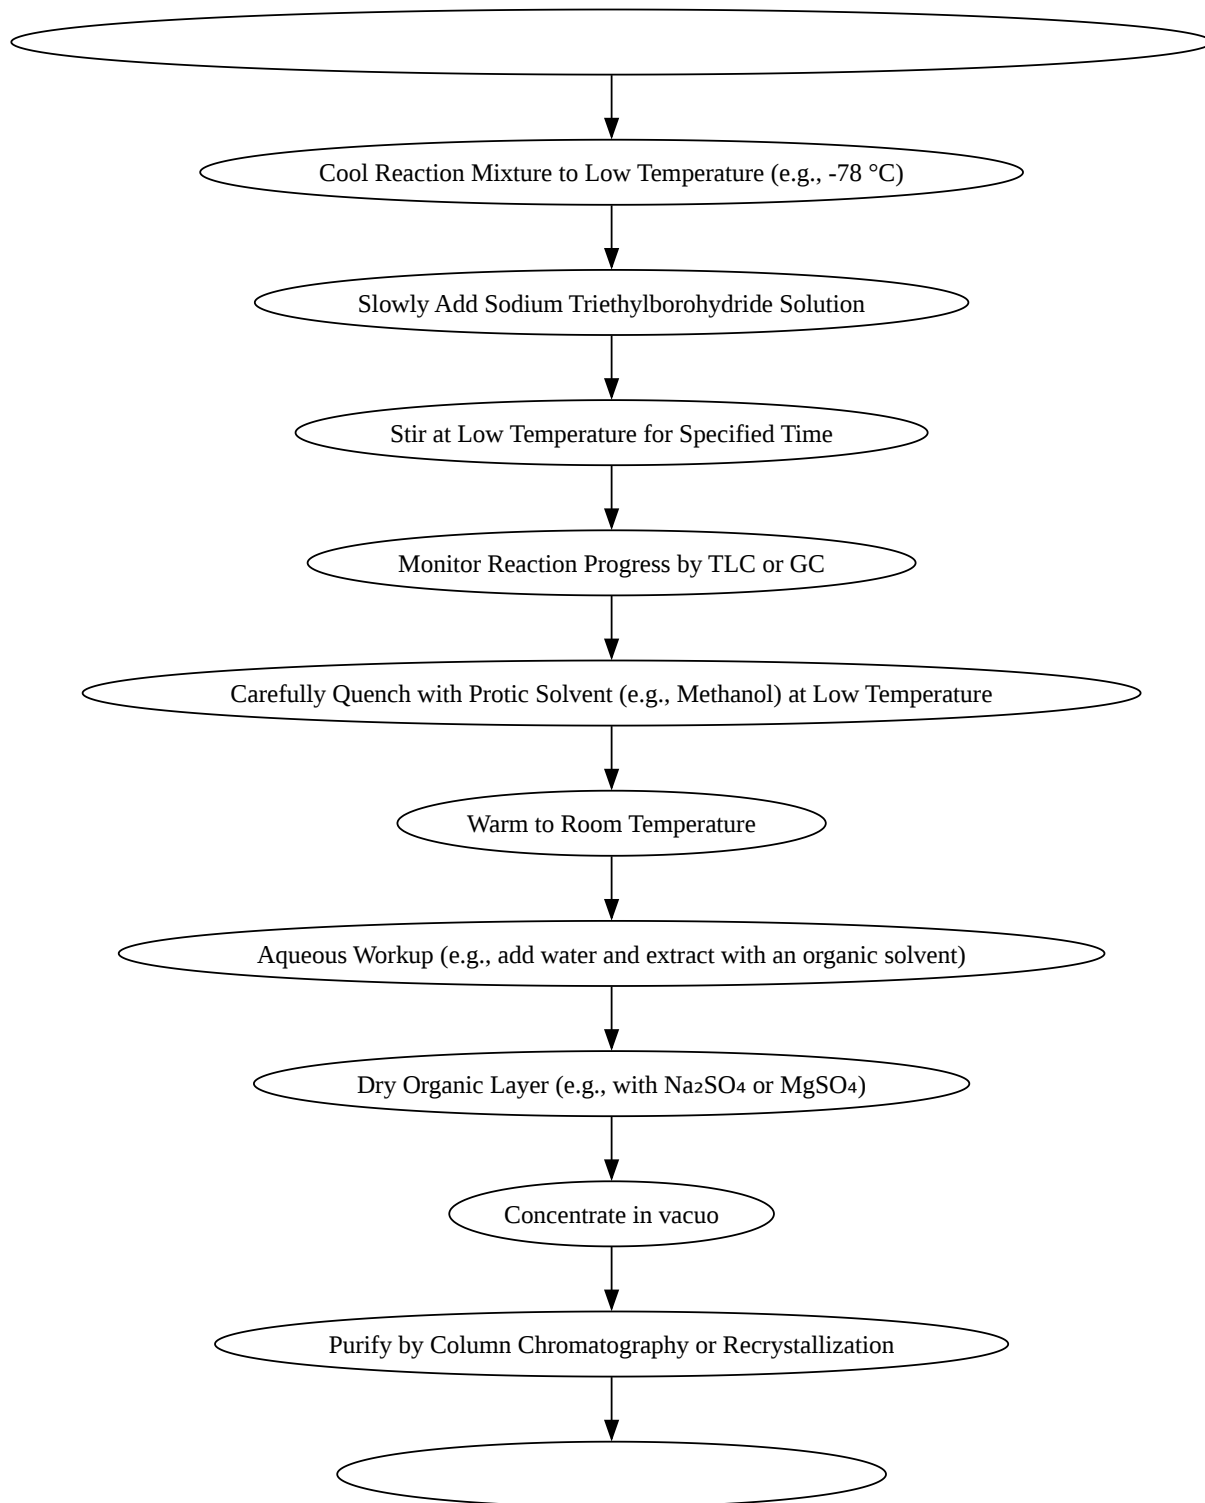 Cool Reaction Mixture to Low Temperature (e.g., -78 °C)
Slowly Add Sodium Triethylborohydride Solution
Stir at Low Temperature for Specified Time
Monitor Reaction Progress by TLC or GC
Carefully Quench with Protic Solvent (e.g., Methanol) at Low Temperature
Warm to Room Temperature
Aqueous Workup (e.g., add water and extract with an organic solvent)
Dry Organic Layer (e.g., with Na₂SO₄ or MgSO₄)
Concentrate in vacuo
Purify by Column Chromatography or Recrystallization